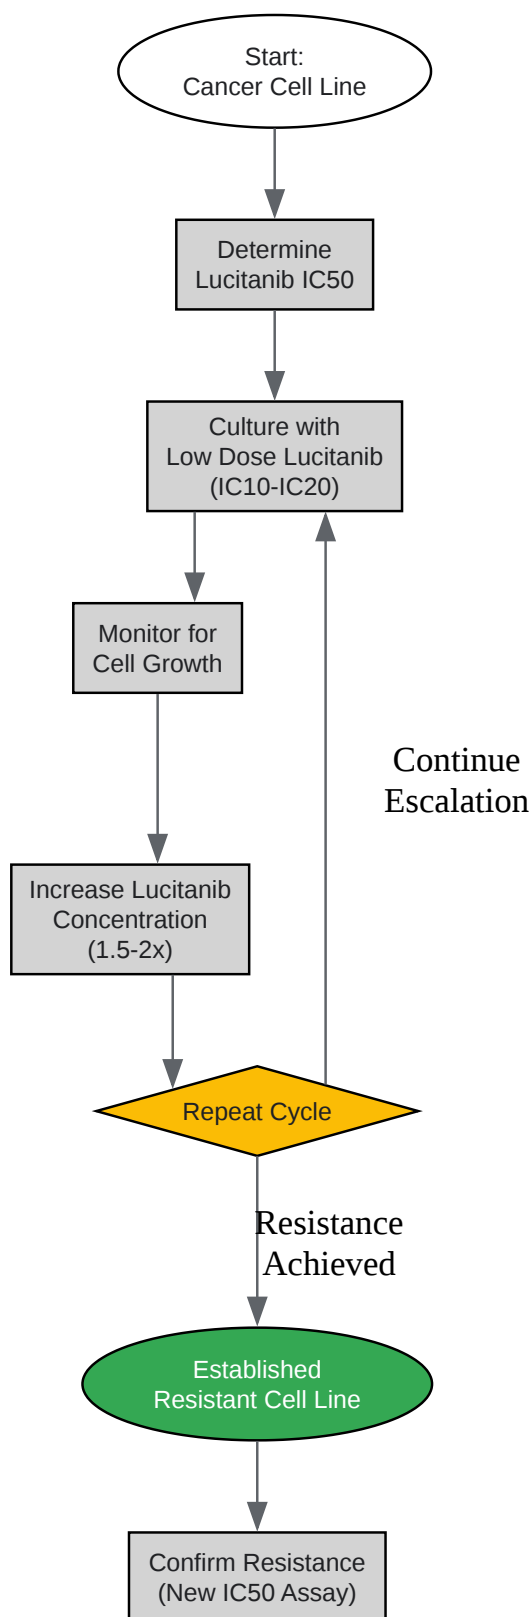 Start:
Cancer Cell Line
Determine
Lucitanib IC50
Culture with
Low Dose Lucitanib
(IC10-IC20)
Monitor for
Cell Growth
Continue
Escalation
Increase Lucitanib
Concentration
(1.5-2x)
Repeat Cycle
Resistance
Achieved
Established
Resistant Cell Line
Confirm Resistance
(New IC50 Assay)